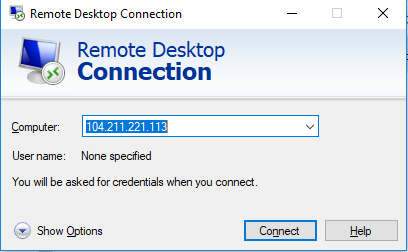 Remote Desktop Connection
Remote Desktop
Connection
Computer: 104.211.221.113
User name: None specified
You will be asked for credentials when you connect.
Show Options
Connect Help